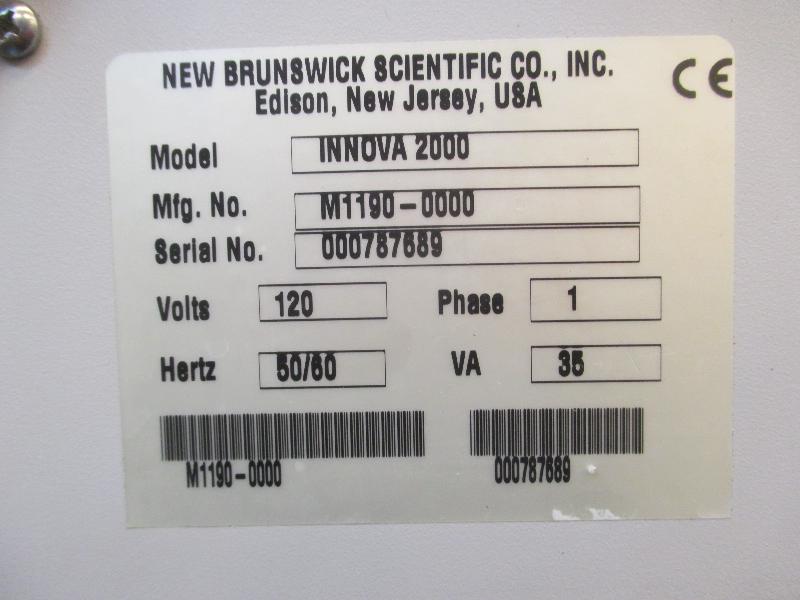 NEW BRUNSWICK SCIENTIFIC CO., INC.
Edison, New Jersey, USA
CE
Model INNOVA 2000
Mfg. No. M1190-0000
Serial No. 000787689
Volts 120 Phase 1
Hertz 50/60 VA 35
M1190-0000 000787689